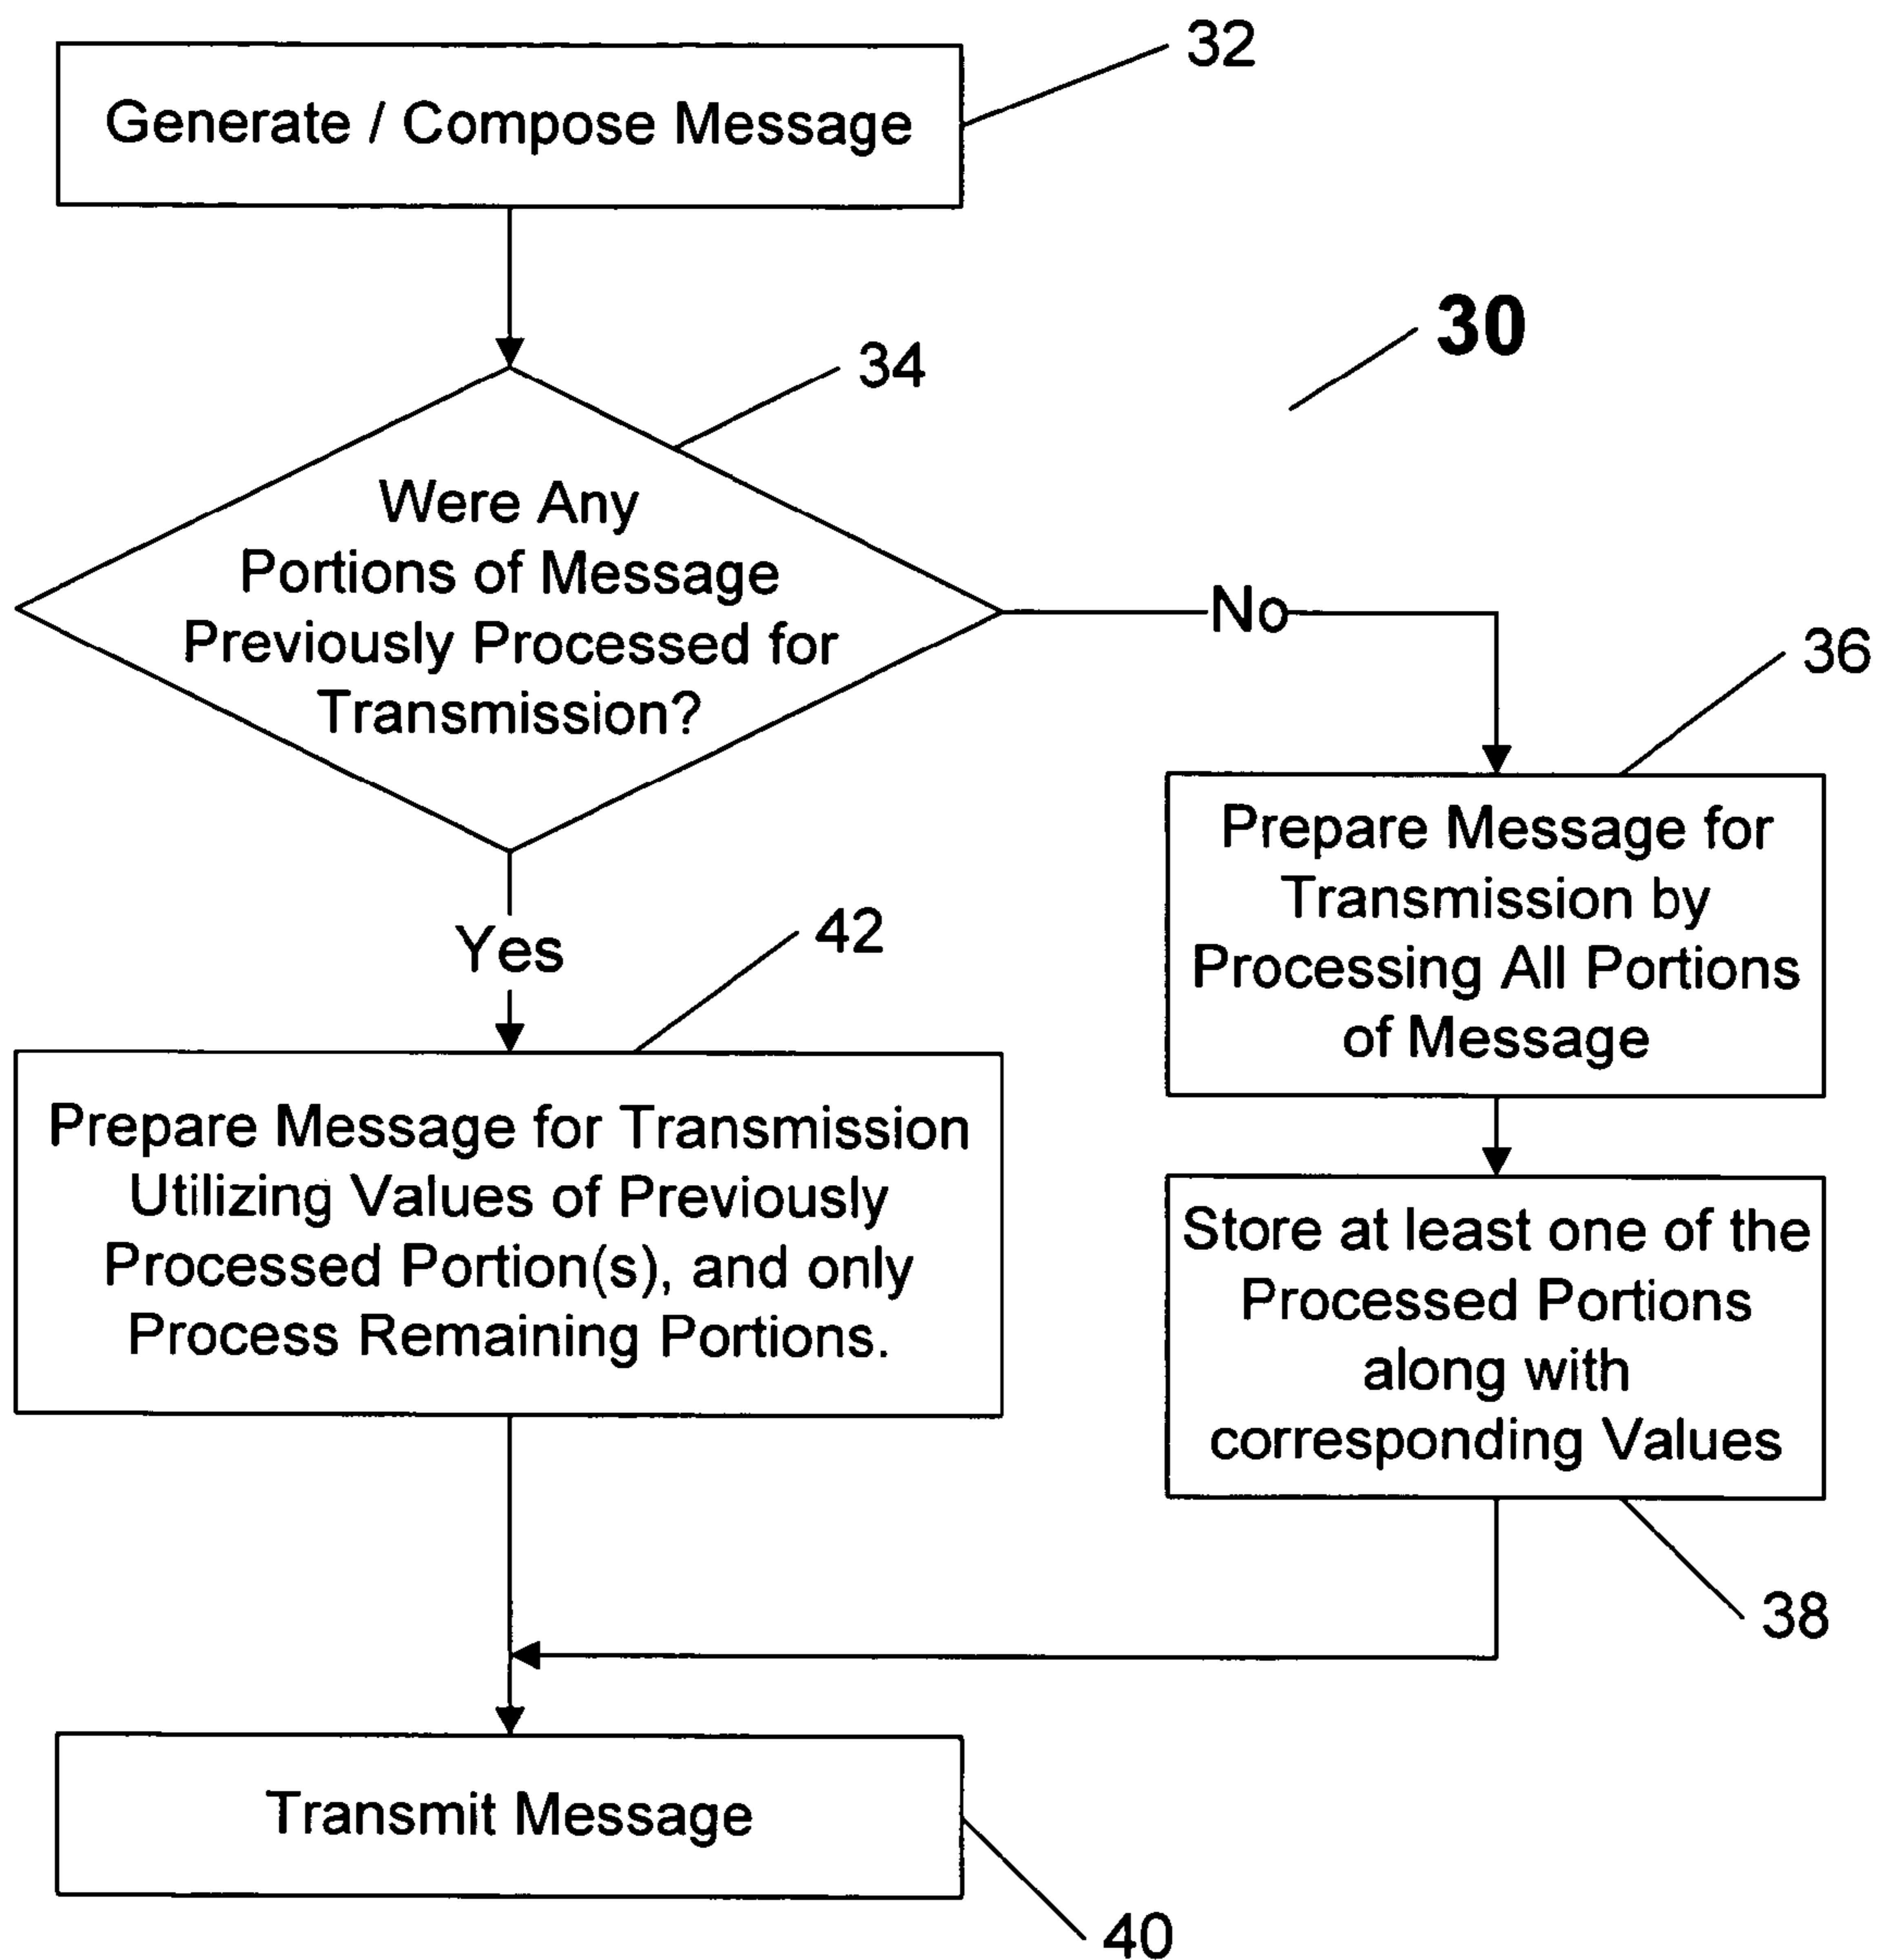 32
Generate / Compose Message
30
34
Were Any
Portions of Message
Previously Processed for
Transmission?
No
36
Prepare Message for
Transmission by
Processing All Portions
of Message
Yes
42
Prepare Message for Transmission
Utilizing Values of Previously
Processed Portion(s), and only
Process Remaining Portions.
Store at least one of the
Processed Portions
along with
corresponding Values
38
Transmit Message
40